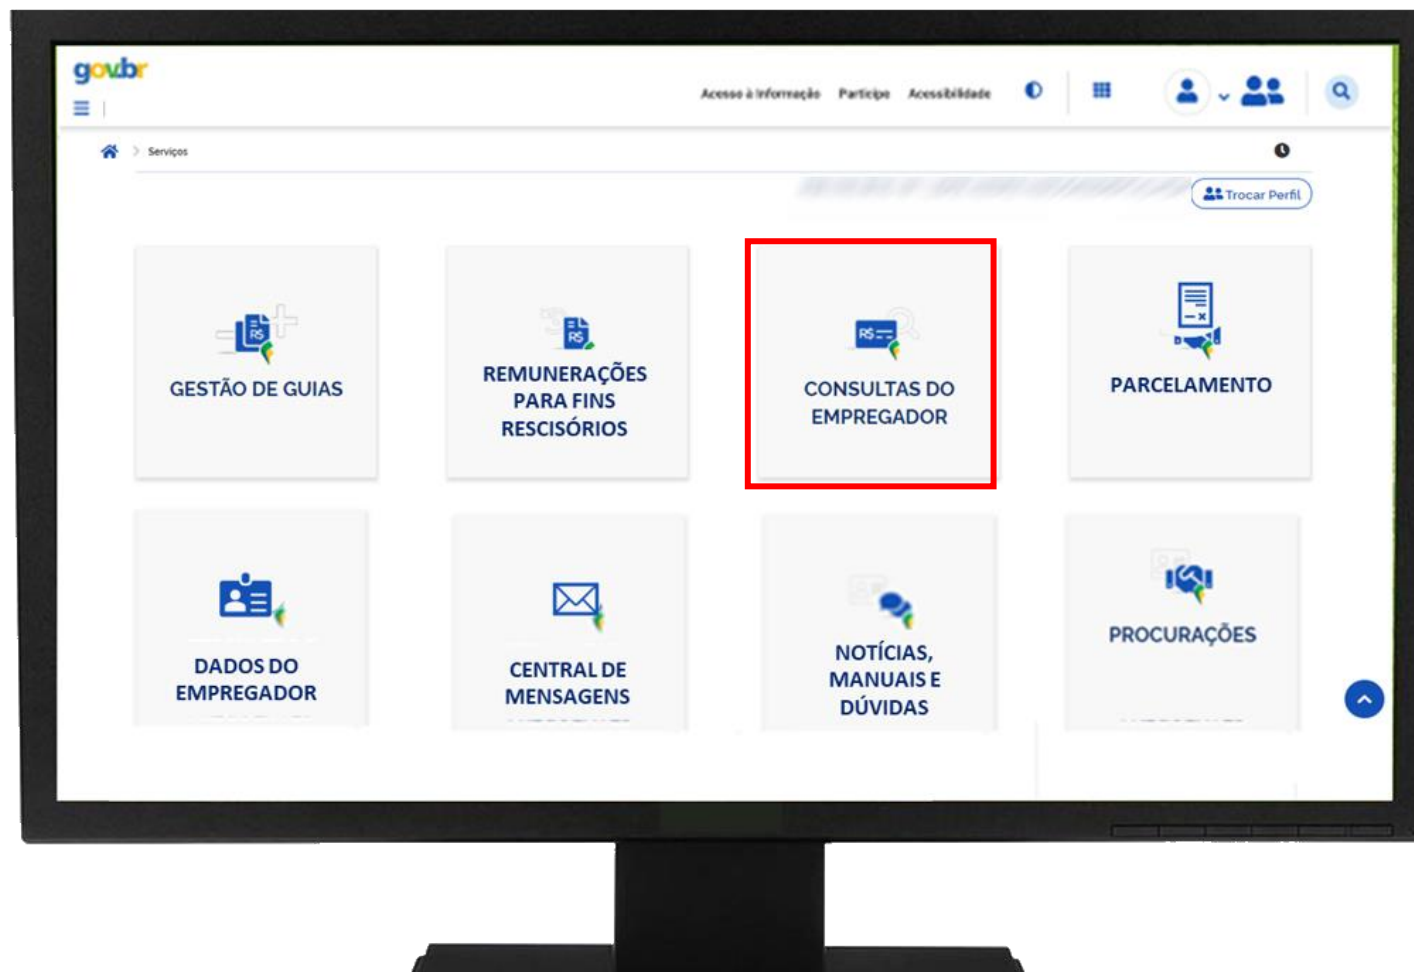 gov.br
Acesso à Informação Participe Acessibilidade
Serviços
Trocar Perfil
GESTÃO DE GUIAS
REMUNERAÇÕES
PARA FINS
RESCISÓRIOS
CONSULTAS DO
EMPREGADOR
PARCELAMENTO
DADOS DO
EMPREGADOR
CENTRAL DE
MENSAGENS
NOTÍCIAS,
MANUAIS E
DÚVIDAS
PROCURAÇÕES